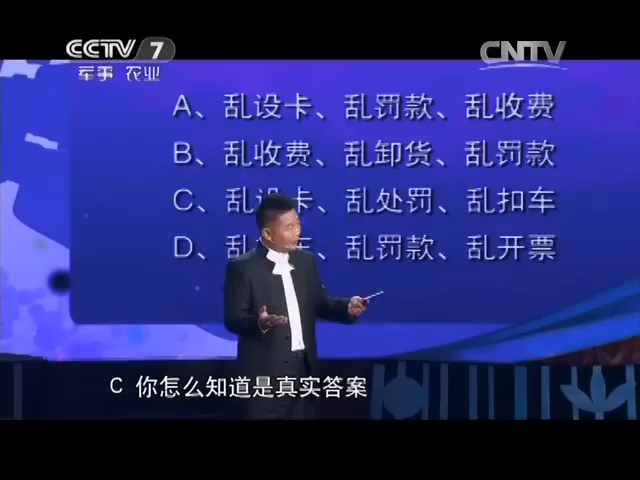 CCTV 7
军事 农业
CNTV
A、乱设卡、乱罚款、乱收费
B、乱收费、乱卸货、乱罚款
C、乱设卡、乱处罚、乱扣车
D、乱 车、乱罚款、乱开票
C 你怎么知道是真实答案